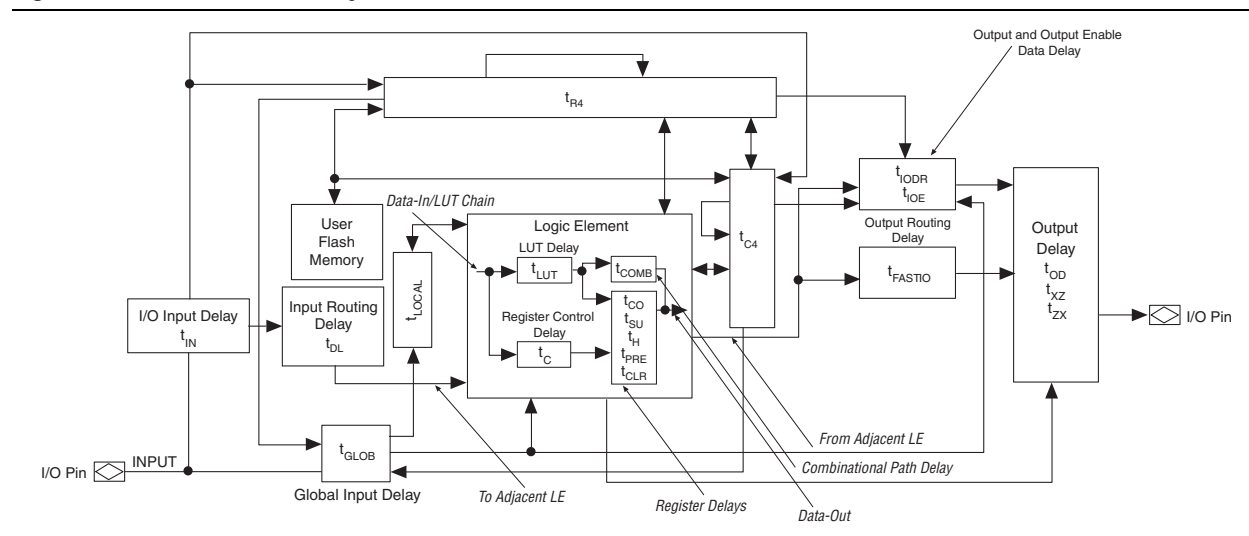 Output and Output Enable
Data Delay
tR4
tIODR
tIOE
Data-In/LUT Chain
User
Flash
Memory
Logic Element
LUT Delay
tLUT
tCOMB
tC4
Output Routing
Delay
tFASTIO
Output
Delay
tOD
tXZ
tZX
I/O Pin
tLOCAL
I/O Input Delay
tIN
Input Routing
Delay
tDL
Register Control
Delay
tC
tCO
tSU
tH
tPRE
tCLR
From Adjacent LE
tGLOB
I/O Pin
INPUT
Global Input Delay
To Adjacent LE
Combinational Path Delay
Register Delays
Data-Out